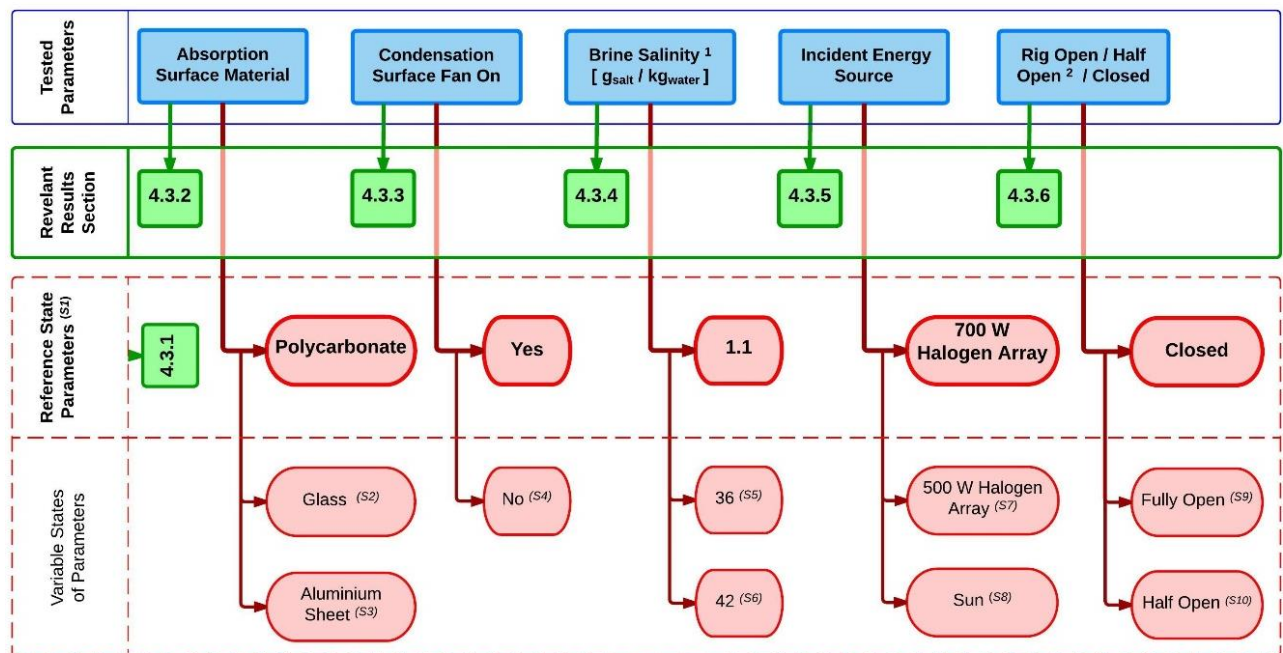 Tested
Parameters
Absorption
Surface Material
Condensation
Surface Fan On
Brine Salinity 1
[ gsalt / kgwater ]
Incident Energy
Source
Rig Open / Half
Open 2 / Closed
Revelant
Results
Section
4.3.2
4.3.3
4.3.4
4.3.5
4.3.6
Reference State
Parameters (S1)
4.3.1
Polycarbonate
Yes
1.1
700 W
Halogen Array
Closed
Variable States
of Parameters
Glass (S2)
No (S4)
36 (S5)
500 W Halogen
Array (S7)
Fully Open (S9)
Aluminium
Sheet (S3)
42 (S6)
Sun (S8)
Half Open (S10)